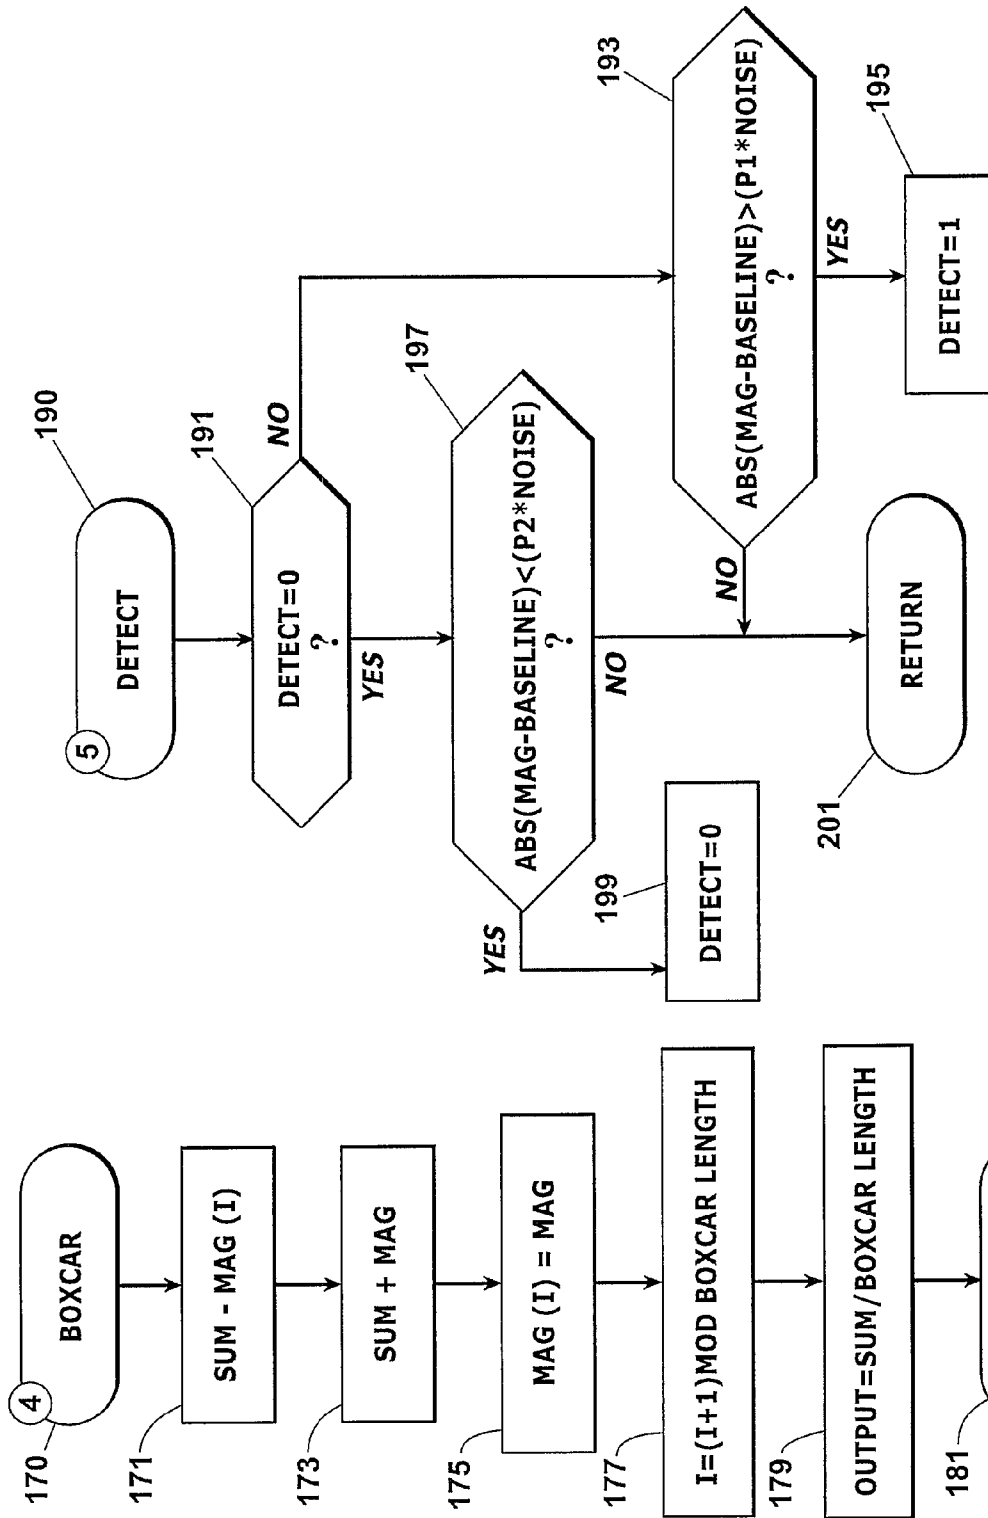 4
BOXCAR
170
SUM - MAG (I)
171
SUM + MAG
173
MAG (I) = MAG
175
I=(I+1)MOD BOXCAR LENGTH
177
OUTPUT=SUM/BOXCAR LENGTH
179
181
5
DETECT
190
DETECT=0
?
191
NO
YES
ABS(MAG-BASELINE)<(P2*NOISE)
?
197
YES
NO
DETECT=0
199
ABS(MAG-BASELINE)>(P1*NOISE)
?
193
NO
YES
DETECT=1
195
RETURN
201